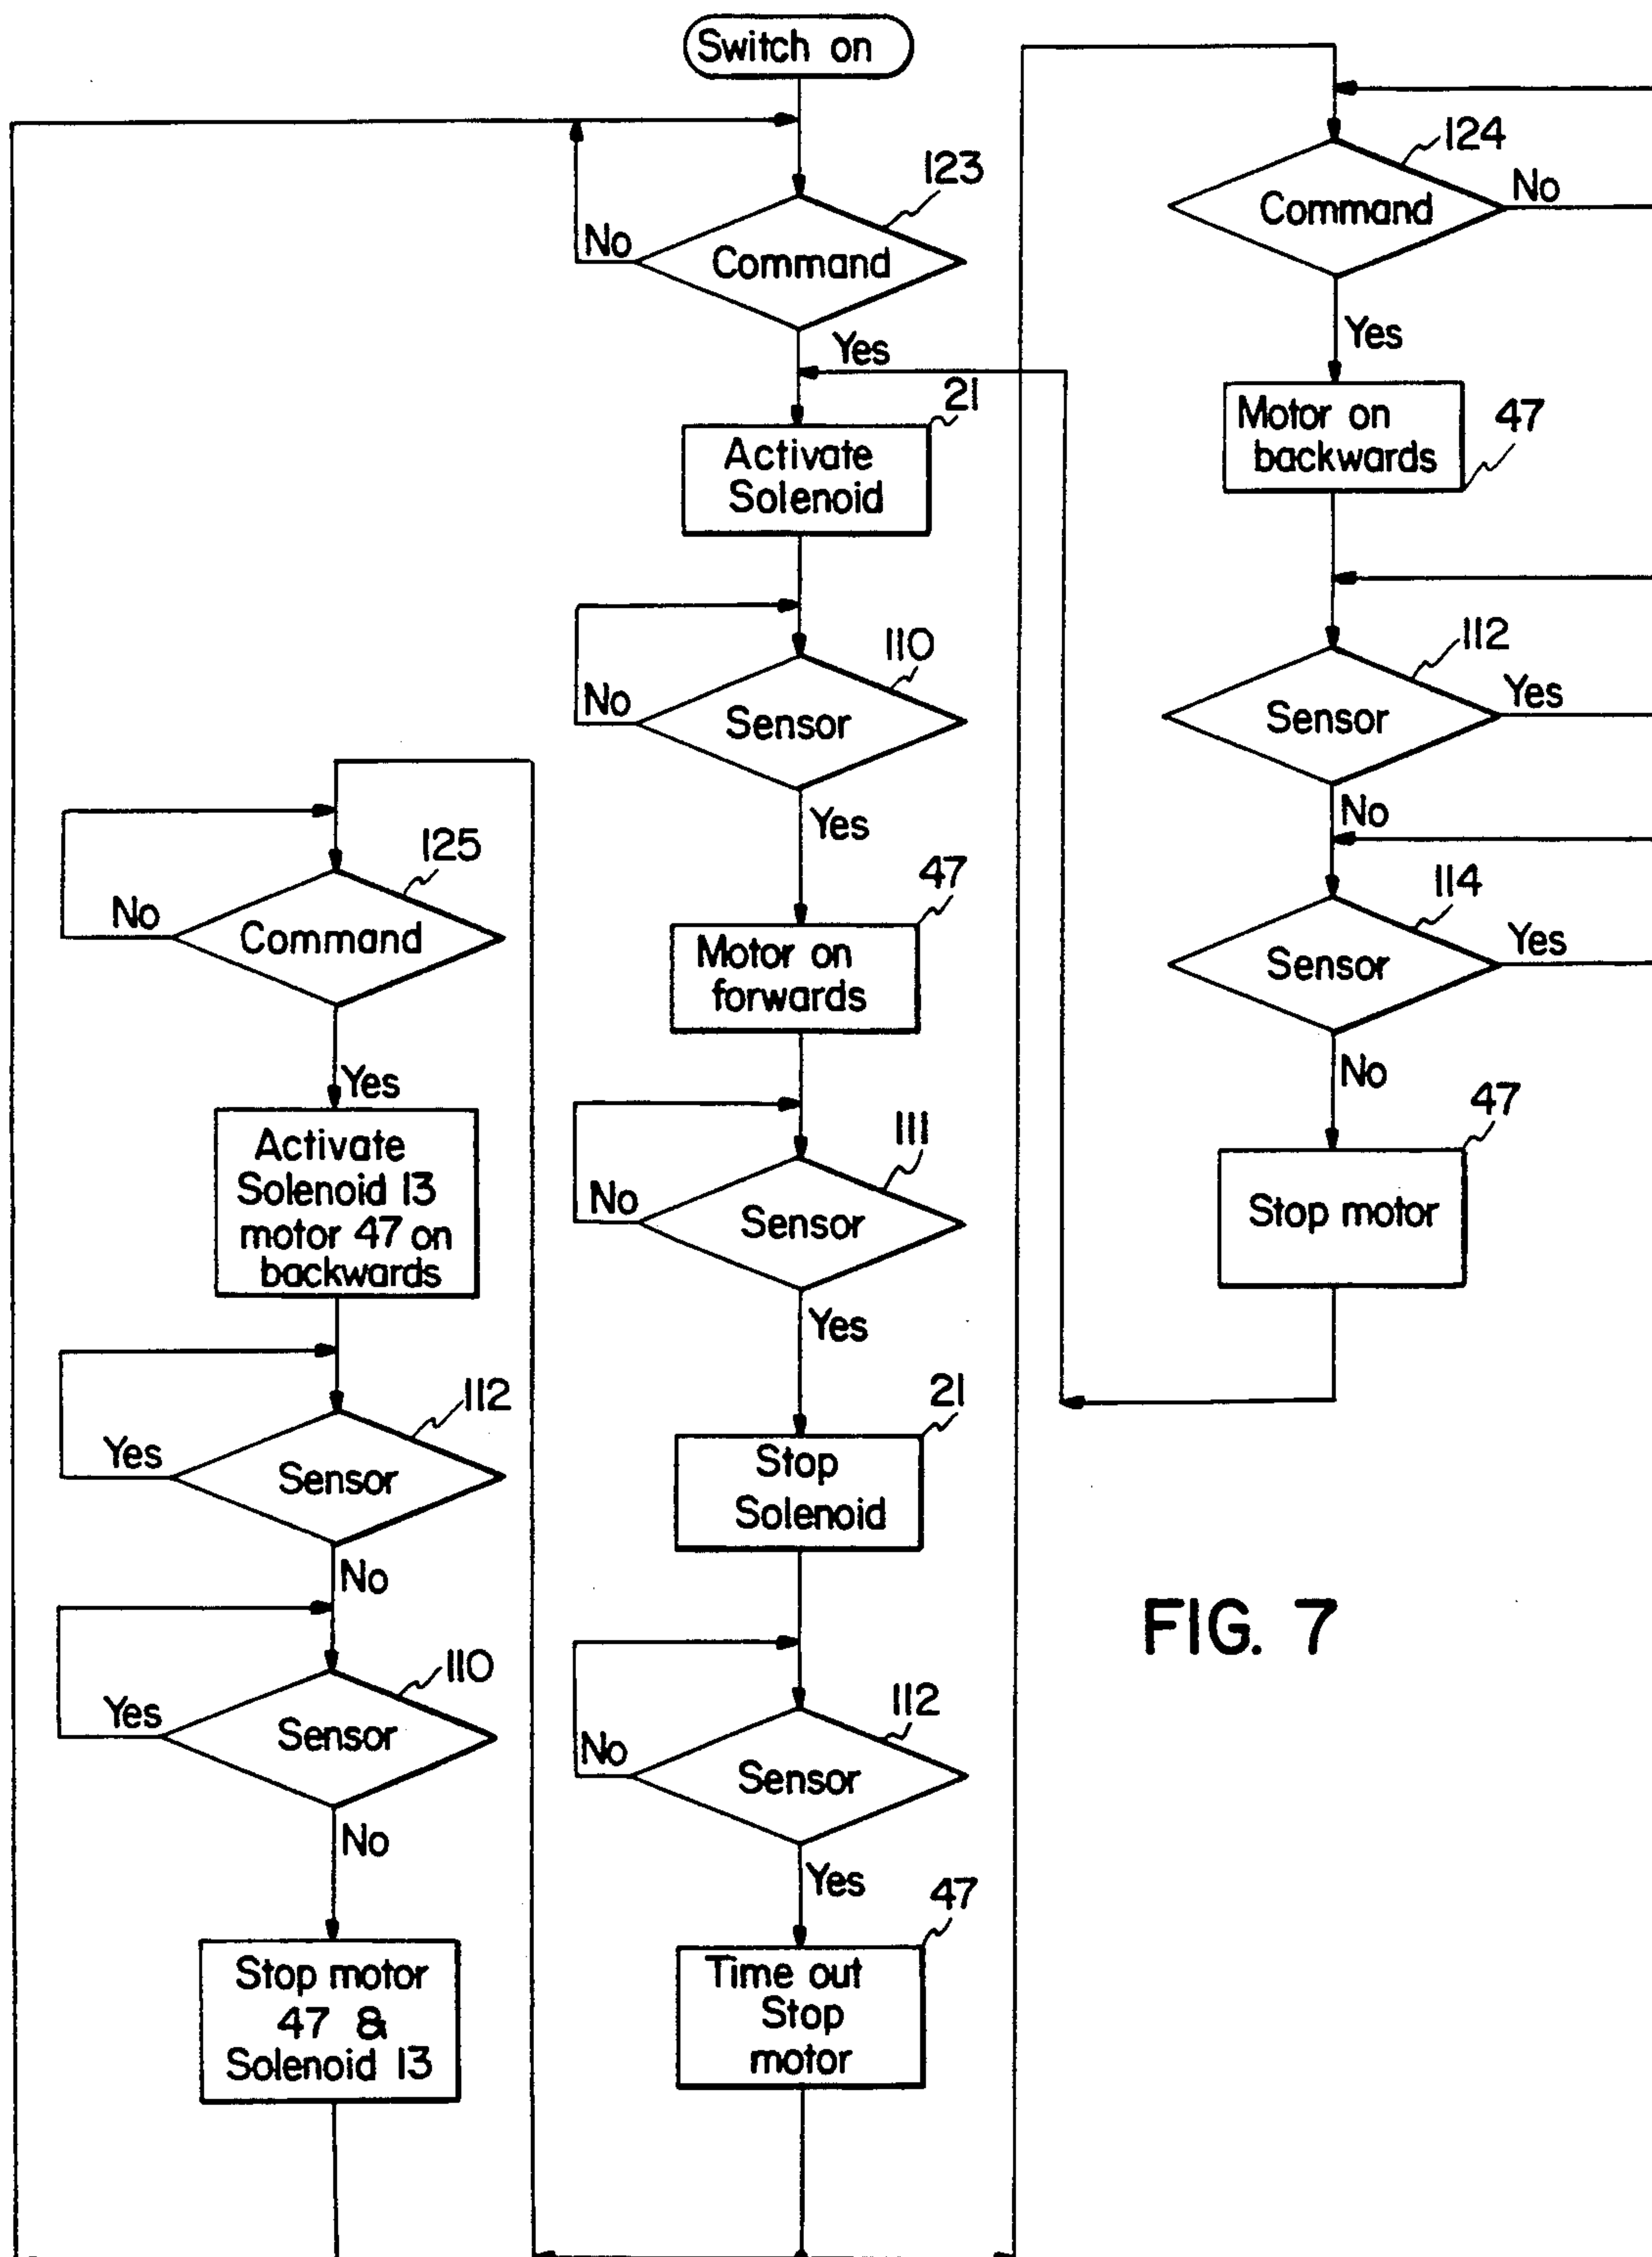 Switch on
123
No
Command
Yes
21
Activate
Solenoid
110
No
Sensor
Yes
47
Motor on
forwards
111
No
Sensor
Yes
21
Stop
Solenoid
112
No
Sensor
Yes
47
Time out
Stop
motor
125
No
Command
Yes
Activate
Solenoid 13
motor 47 on
backwards
112
Yes
Sensor
No
110
Yes
Sensor
No
Stop motor
47 &
Solenoid 13
124
Command
No
Yes
Motor on
backwards
47
112
Sensor
Yes
No
114
Sensor
Yes
No
47
Stop motor
FIG. 7